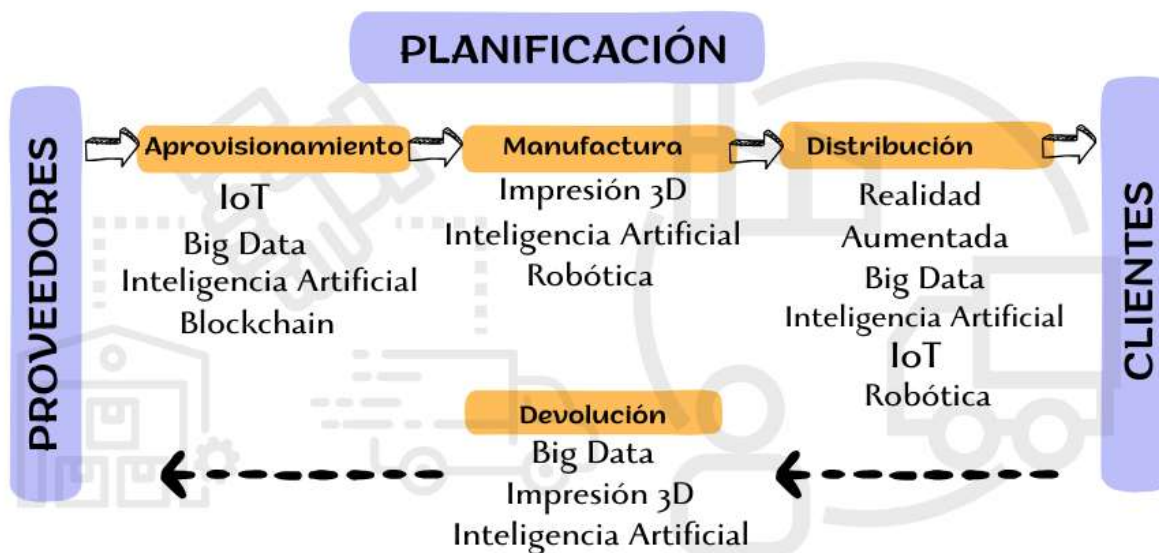 PLANIFICACIÓN
PROVEEDORES
Aprovisionamiento
IoT
Big Data
Inteligencia Artificial
Blockchain
Manufactura
Impresión 3D
Inteligencia Artificial
Robótica
Distribución
Realidad
Aumentada
Big Data
Inteligencia Artificial
IoT
Robótica
CLIENTES
Devolución
Big Data
Impresión 3D
Inteligencia Artificial